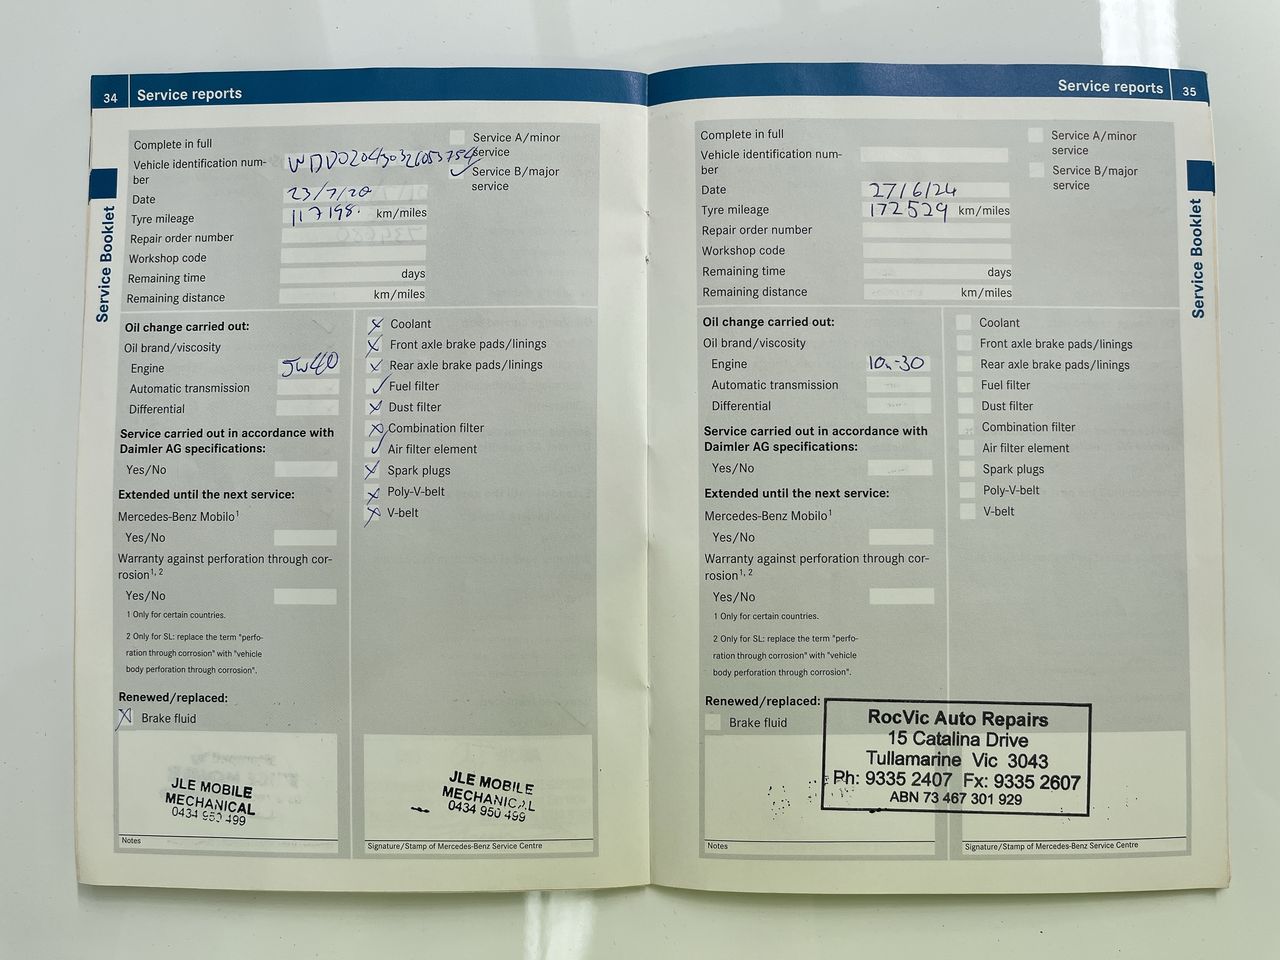 34 Service reports
Complete in full
Service A/minor
service
Vehicle identification num-
ber
Service B/major
service
Date 23/7/20
Tyre mileage 117198. km/miles
Repair order number
Workshop code
Remaining time days
Remaining distance km/miles
Service Booklet
Oil change carried out:
Oil brand/viscosity
Engine 5w40
Automatic transmission
Differential
Service carried out in accordance with
Daimler AG specifications:
Yes/No
Extended until the next service:
Mercedes-Benz Mobilo1
Yes/No
Warranty against perforation through cor-
rosion1, 2
Yes/No
1 Only for certain countries.
2 Only for SL: replace the term "perfo-
ration through corrosion" with "vehicle
body perforation through corrosion".
Renewed/replaced:
Brake fluid
Coolant
Front axle brake pads/linings
Rear axle brake pads/linings
Fuel filter
Dust filter
Combination filter
Air filter element
Spark plugs
Poly-V-belt
V-belt
JLE MOBILE
MECHANICAL
0434 950 499
Notes
JLE MOBILE
MECHANICAL
0434 950 499
Signature/Stamp of Mercedes-Benz Service Centre
Service reports 35
Complete in full
Service A/minor
service
Vehicle identification num-
ber
Service B/major
service
Date 27/6/24
Tyre mileage 172529 km/miles
Repair order number
Workshop code
Remaining time days
Remaining distance km/miles
Service Booklet
Oil change carried out:
Oil brand/viscosity
Engine 10w-30
Automatic transmission
Differential
Service carried out in accordance with
Daimler AG specifications:
Yes/No
Extended until the next service:
Mercedes-Benz Mobilo1
Yes/No
Warranty against perforation through cor-
rosion1, 2
Yes/No
1 Only for certain countries.
2 Only for SL: replace the term "perfo-
ration through corrosion" with "vehicle
body perforation through corrosion".
Renewed/replaced:
Brake fluid
Coolant
Front axle brake pads/linings
Rear axle brake pads/linings
Fuel filter
Dust filter
Combination filter
Air filter element
Spark plugs
Poly-V-belt
V-belt
RocVic Auto Repairs
15 Catalina Drive
Tullamarine Vic 3043
Ph: 9335 2407 Fx: 9335 2607
ABN 73 467 301 929
Notes
Signature/Stamp of Mercedes-Benz Service Centre